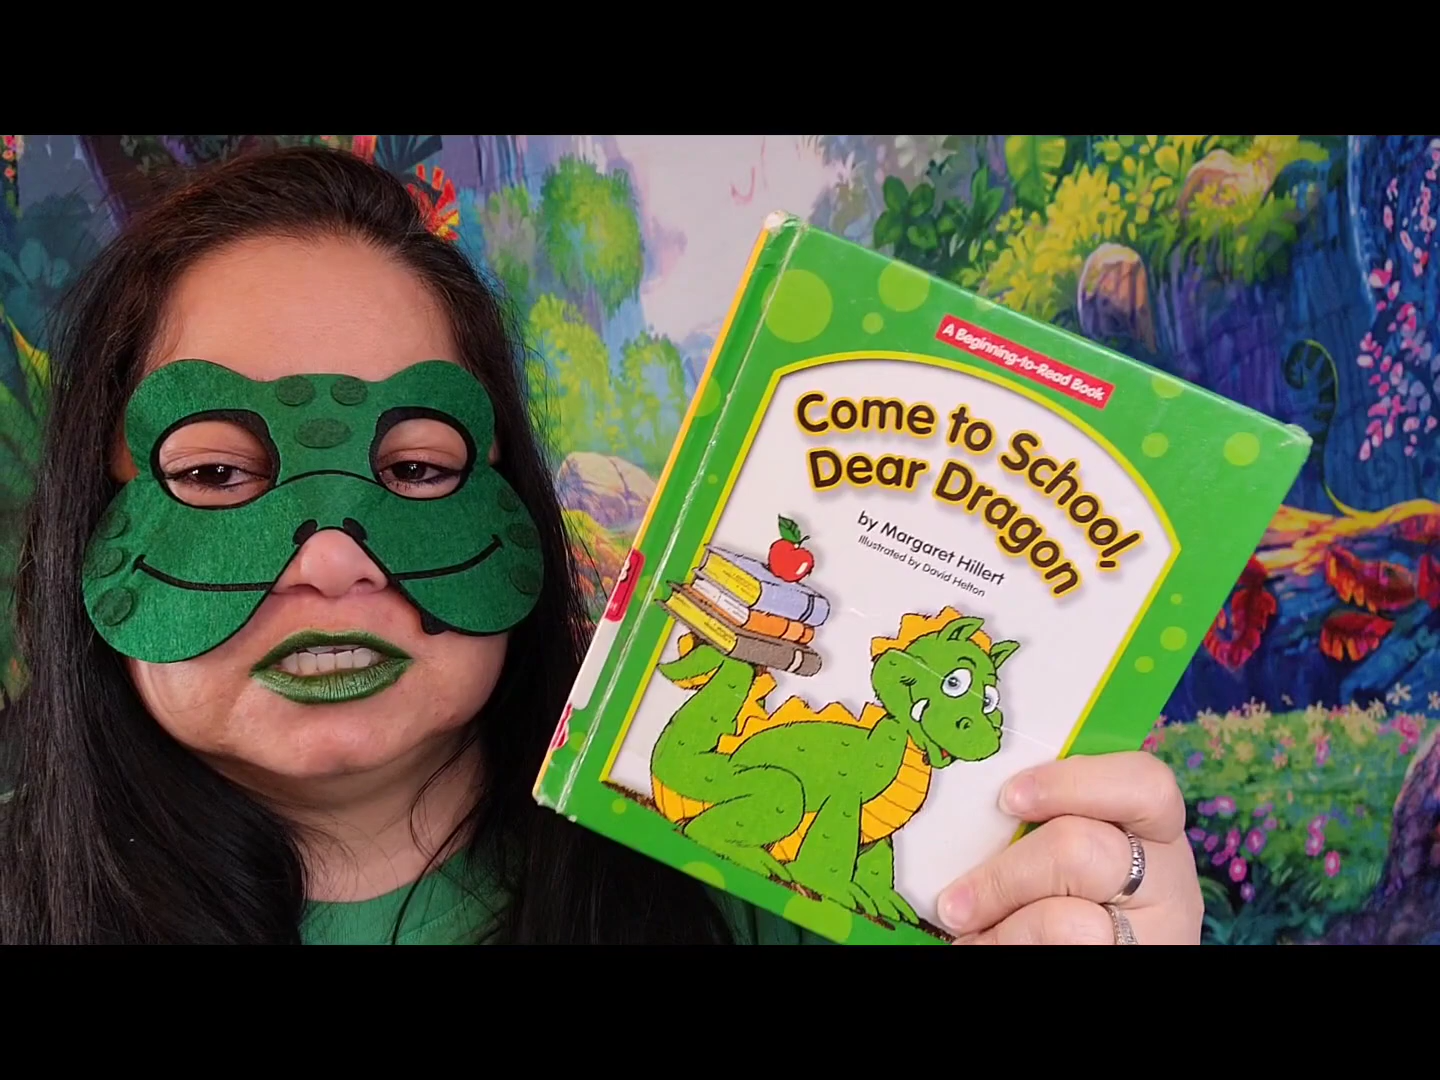 A Beginning-to-Read Book
Come to School,
Dear Dragon
by Margaret Hillert
Illustrated by David Helton